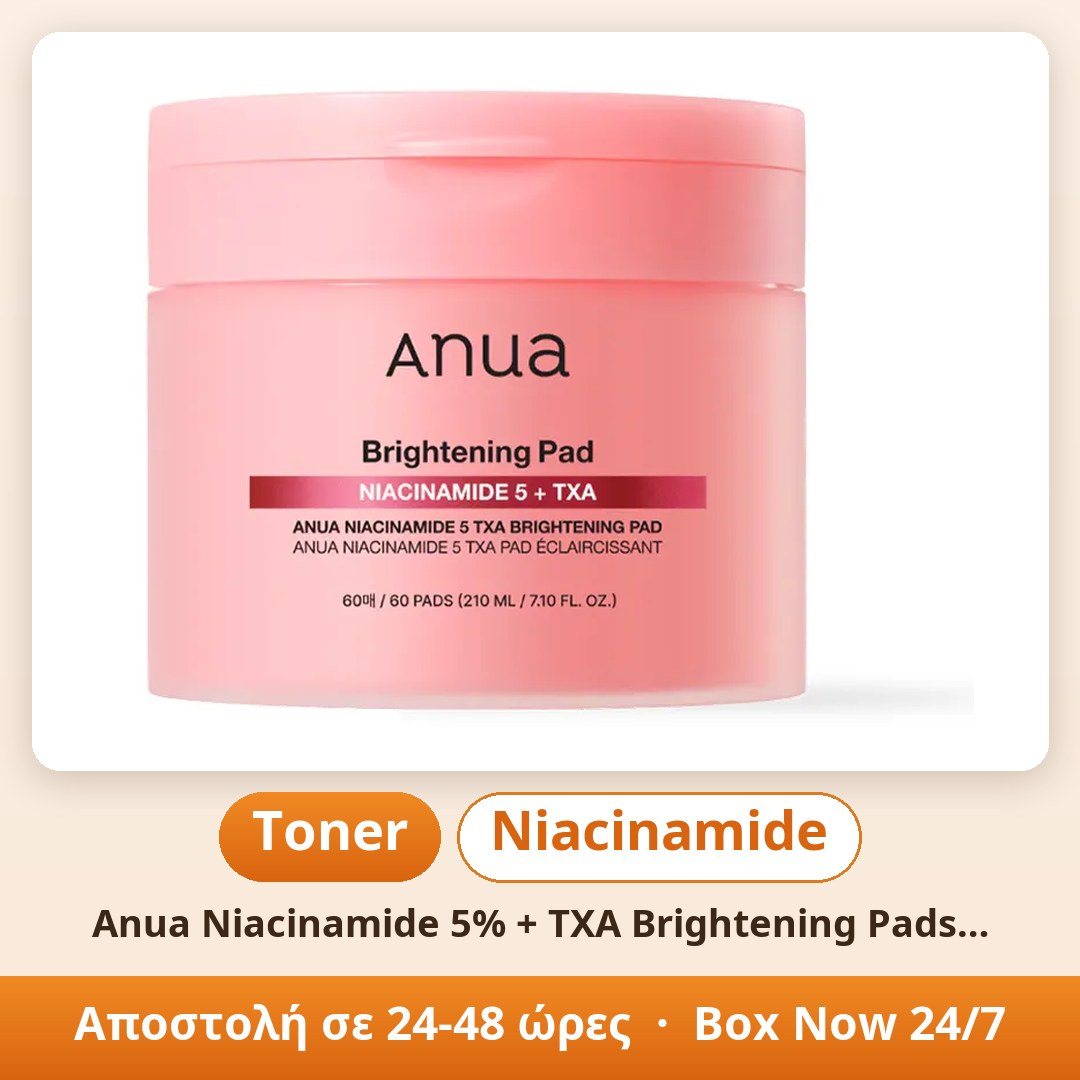 Anua
Brightening Pad
NIACINAMIDE 5 + TXA
ANUA NIACINAMIDE 5 TXA BRIGHTENING PAD
ANUA NIACINAMIDE 5 TXA PAD ÉCLAIRCISSANT
60매 / 60 PADS (210 ML / 7.10 FL. OZ.)
Toner Niacinamide
Anua Niacinamide 5% + TXA Brightening Pads...
Αποστολή σε 24-48 ώρες · Box Now 24/7